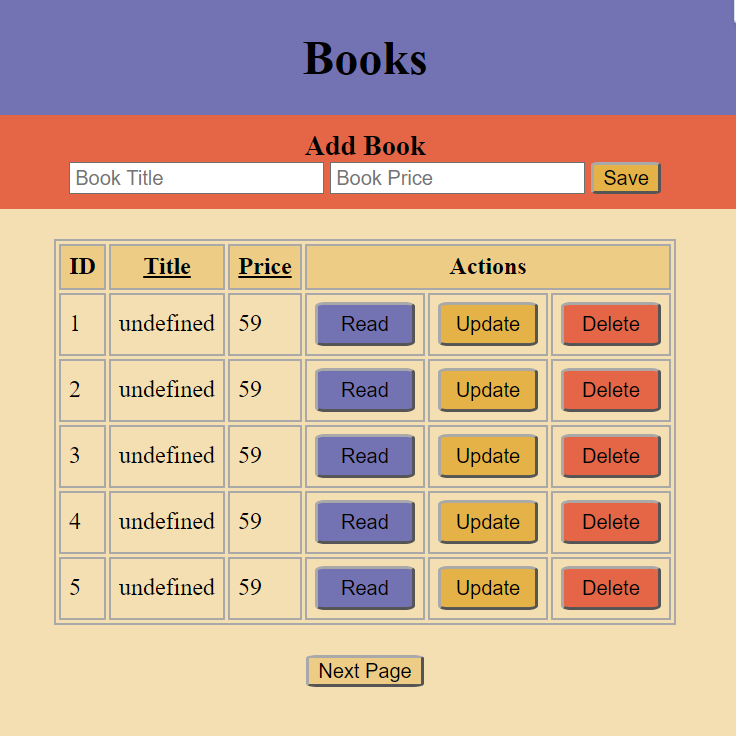 Books
Add Book
Book Title Book Price Save
ID Title Price Actions
1 undefined 59 Read Update Delete
2 undefined 59 Read Update Delete
3 undefined 59 Read Update Delete
4 undefined 59 Read Update Delete
5 undefined 59 Read Update Delete
Next Page